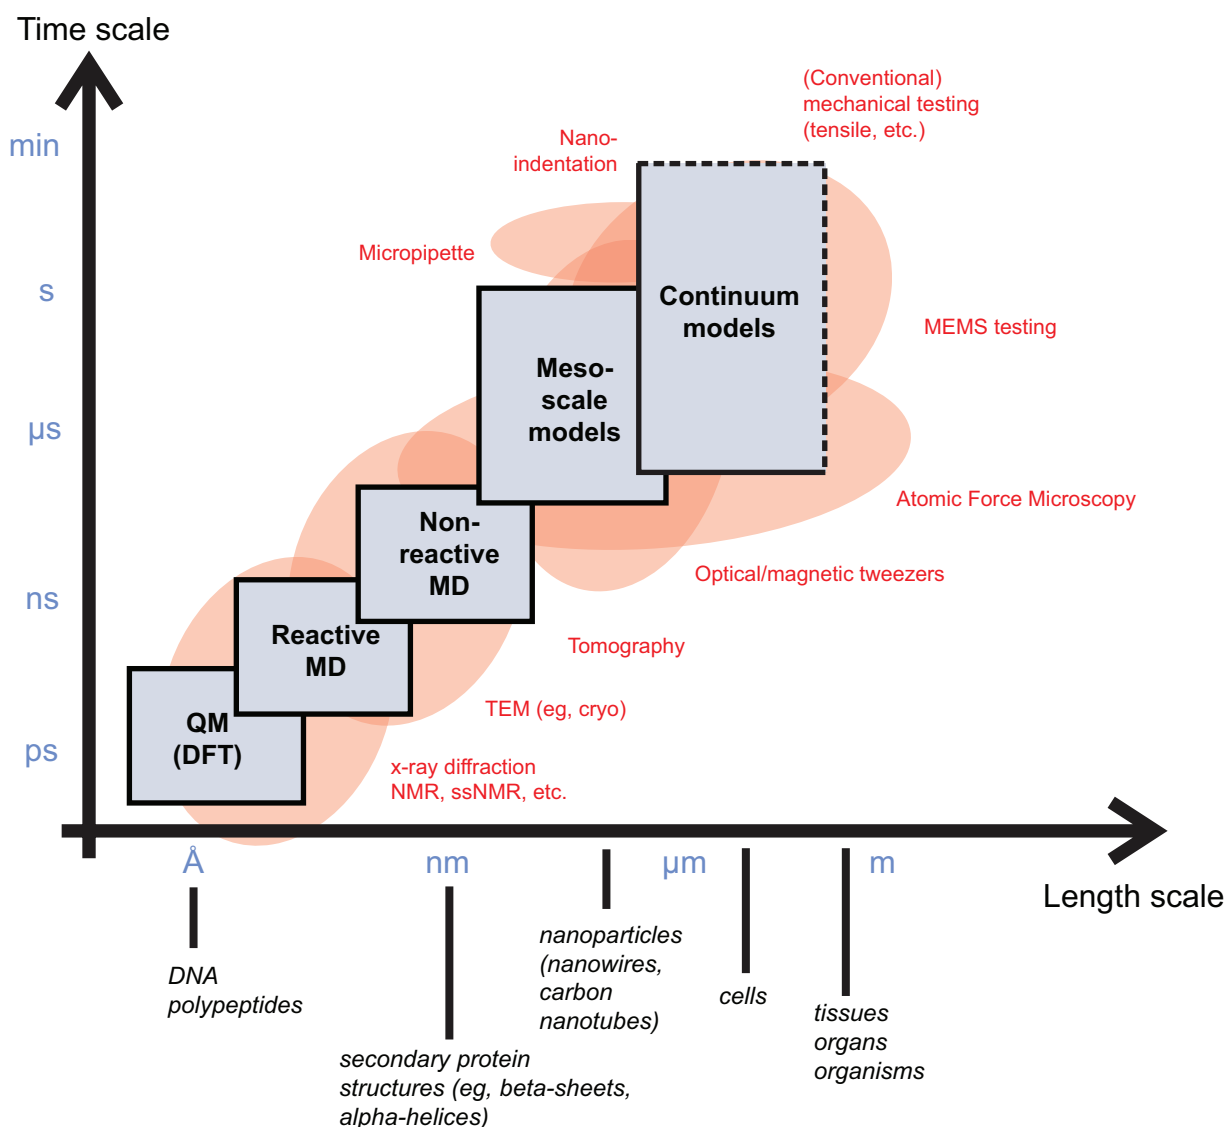 Time scale
(Conventional)
mechanical testing
(tensile, etc.)
min
Nano-
indentation
Micropipette
s
Continuum
models
MEMS testing
Meso-
scale
models
µs
Atomic Force Microscopy
Non-
reactive
MD
Optical/magnetic tweezers
ns
Reactive
MD
Tomography
TEM (eg, cryo)
QM
(DFT)
ps
x-ray diffraction
NMR, ssNMR, etc.
Å
nm
µm
m
Length scale
DNA
polypeptides
secondary protein
structures (eg, beta-sheets,
alpha-helices)
nanoparticles
(nanowires,
carbon
nanotubes)
cells
tissues
organs
organisms